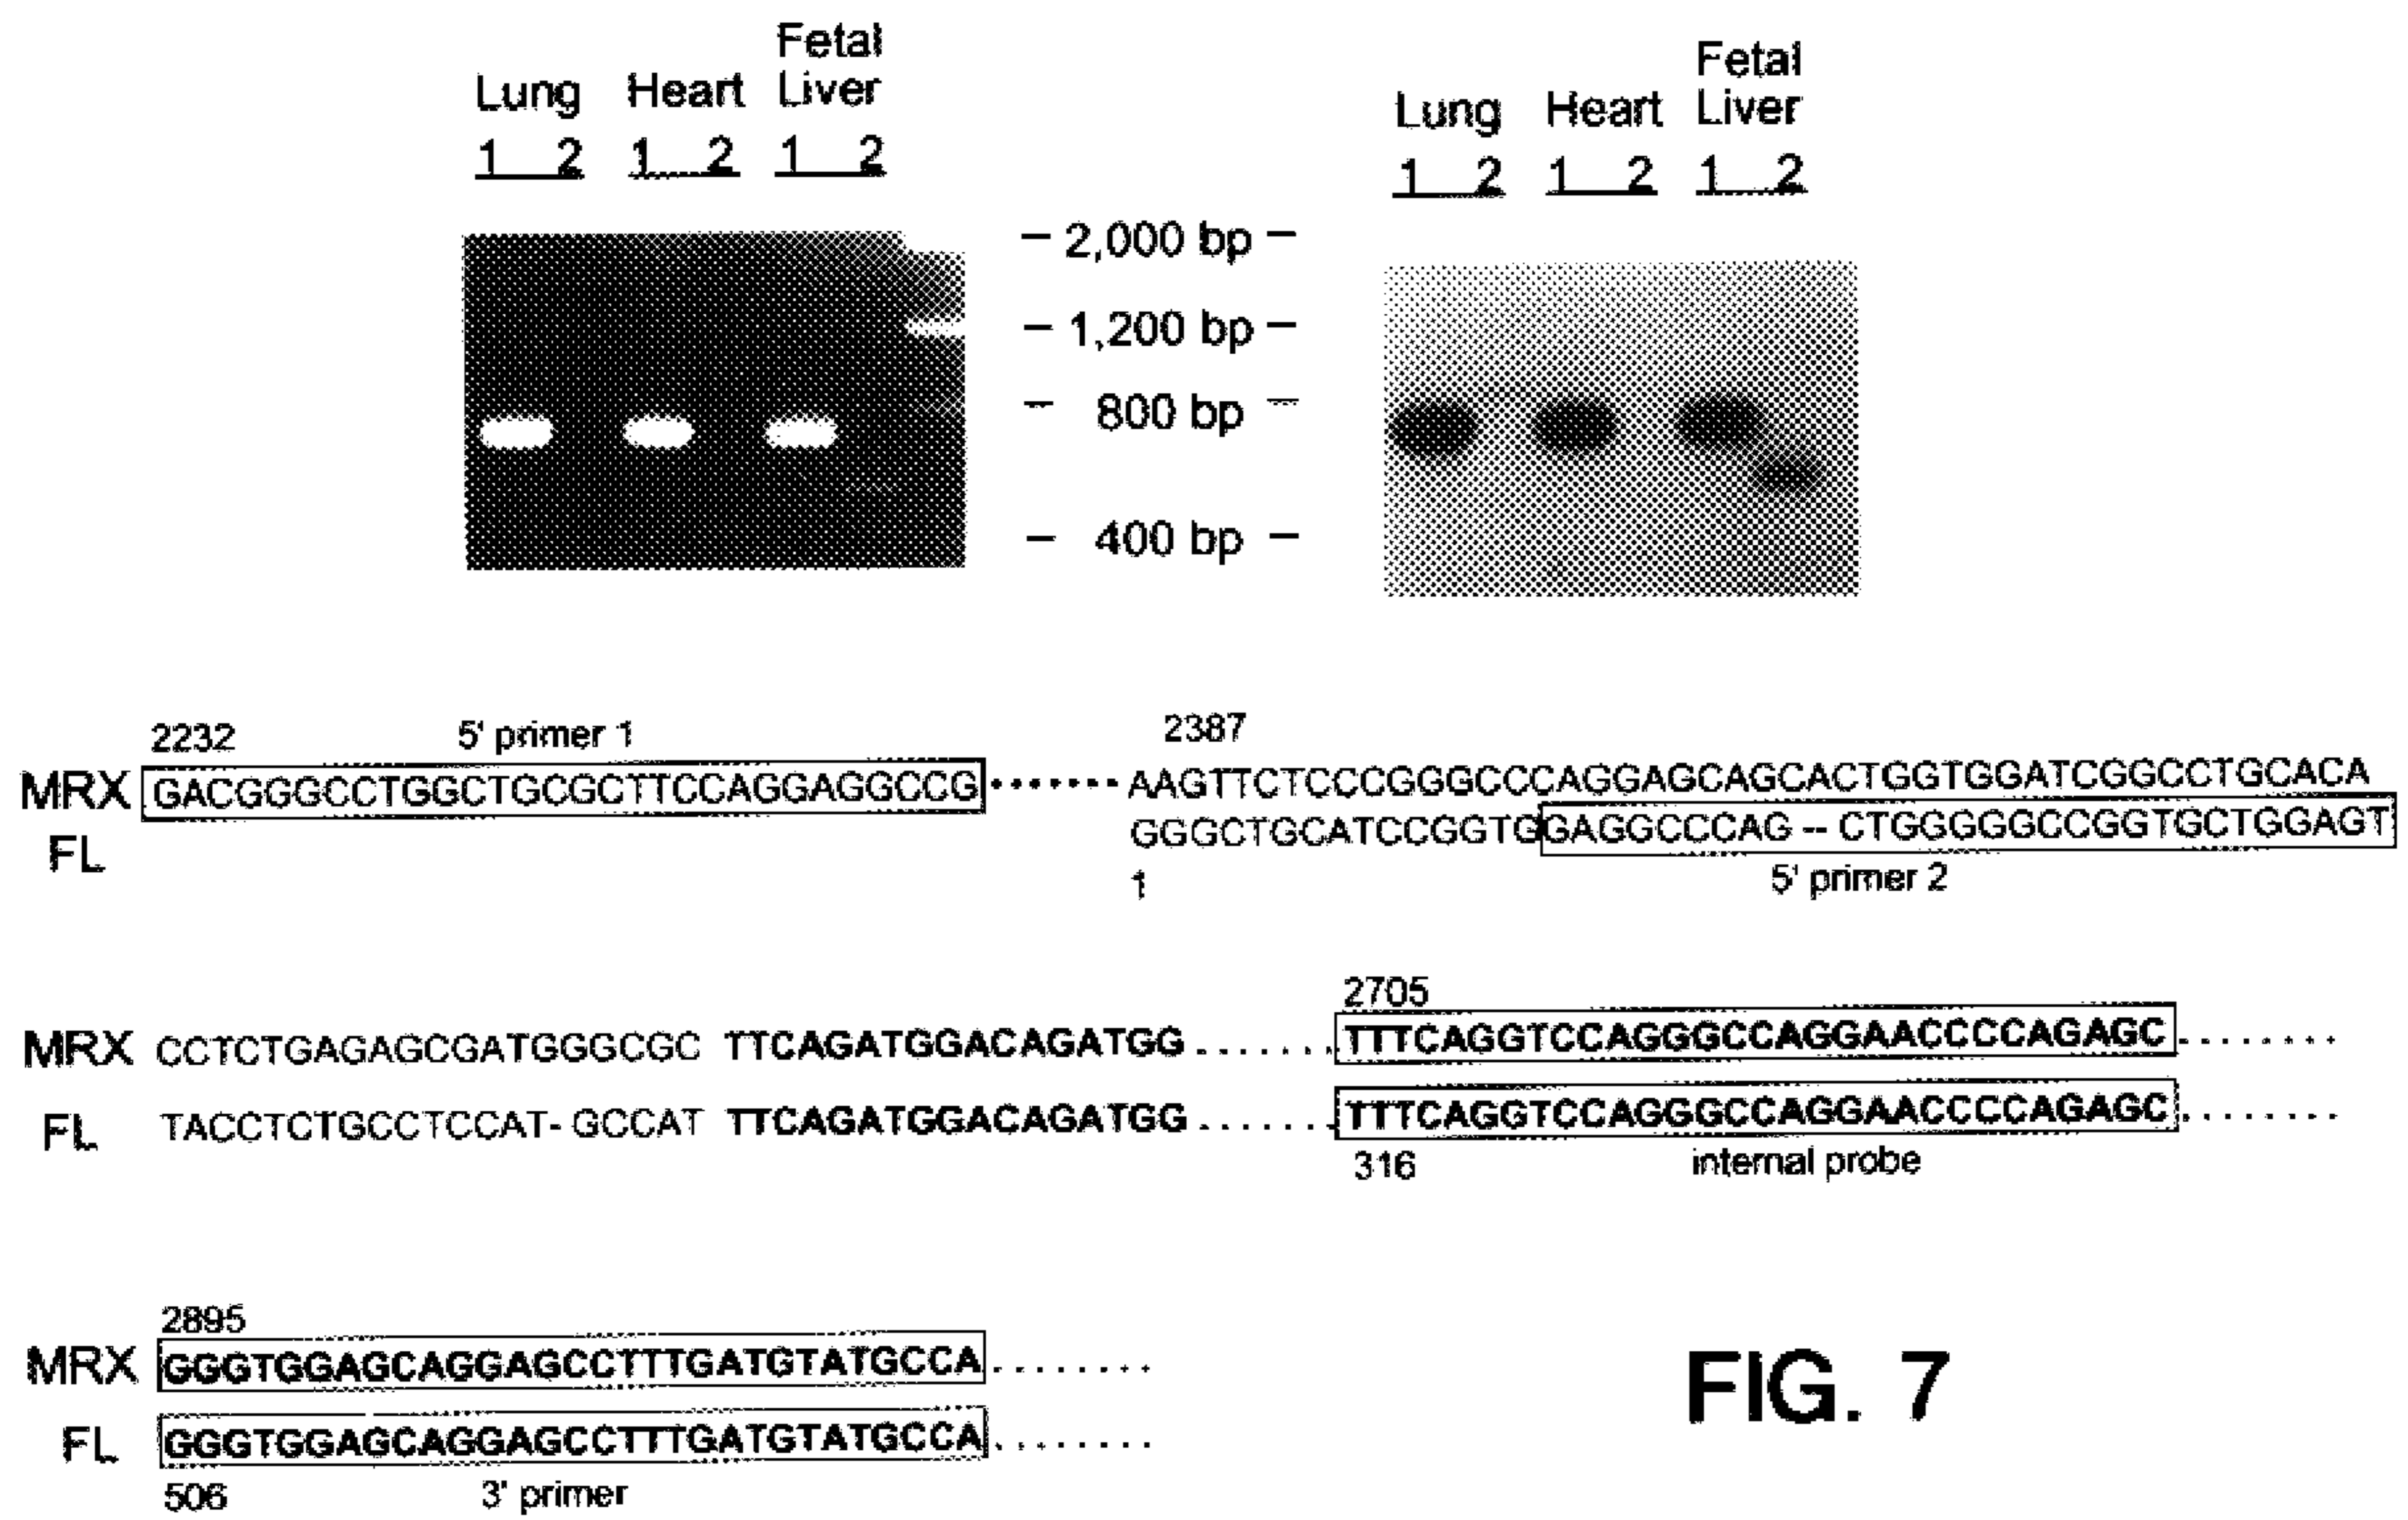 Lung Heart Fetal Liver
1 2 1 2 1 2
Lung Heart Fetal Liver
1 2 1 2 1 2
– 2,000 bp –
– 1,200 bp –
– 800 bp –
– 400 bp –
2232 5' primer 1 2387
MRX GACGGGCCTGGCTGCGCTTCCAGGAGGCCG ....... AAGTTCTCCCGGGCCCAGGAGCAGCACTGGTGGATCGGCCTGCACA
FL GGGCTGCATCCGGTGGAGGCCCAG -- CTGGGGGCCGGTGCTGGAGT
1 5' primer 2
2705
MRX CCTCTGAGAGCGATGGGCGC TTCAGATGGACAGATGG ....... TTTCAGGTCCAGGGCCAGGAACCCCAGAGC ........
FL TACCTCTGCCTCCAT- GCCAT TTCAGATGGACAGATGG ....... TTTCAGGTCCAGGGCCAGGAACCCCAGAGC ........
316 internal probe
2895
MRX GGGTGGAGCAGGAGCCTTTGATGTATGCCA ........
FL GGGTGGAGCAGGAGCCTTTGATGTATGCCA ........
506 3' primer
FIG. 7